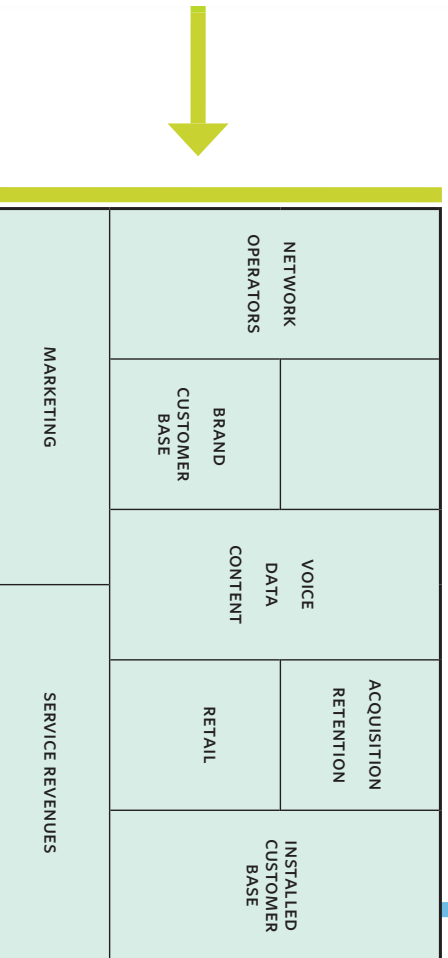 NETWORK
OPERATORS
BRAND
CUSTOMER
BASE
VOICE
DATA
CONTENT
ACQUISITION
RETENTION
RETAIL
INSTALLED
CUSTOMER
BASE
MARKETING
SERVICE REVENUES